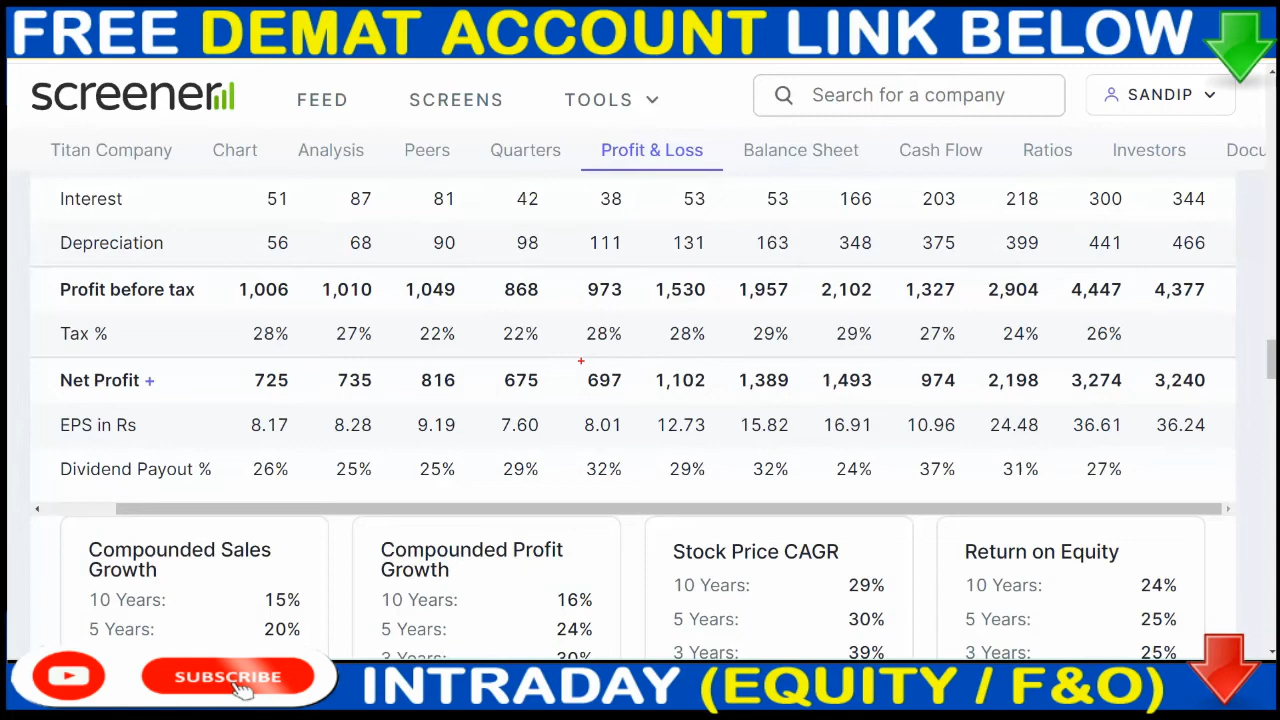 FREE DEMAT ACCOUNT LINK BELOW
screener
FEED SCREENS TOOLS Search for a company SANDIP
Titan Company Chart Analysis Peers Quarters Profit & Loss Balance Sheet Cash Flow Ratios Investors Docu
Interest 51 87 81 42 38 53 53 166 203 218 300 344
Depreciation 56 68 90 98 111 131 163 348 375 399 441 466
Profit before tax 1,006 1,010 1,049 868 973 1,530 1,957 2,102 1,327 2,904 4,447 4,377
Tax % 28% 27% 22% 22% 28% 28% 29% 29% 27% 24% 26%
Net Profit + 725 735 816 675 697 1,102 1,389 1,493 974 2,198 3,274 3,240
EPS in Rs 8.17 8.28 9.19 7.60 8.01 12.73 15.82 16.91 10.96 24.48 36.61 36.24
Dividend Payout % 26% 25% 25% 29% 32% 29% 32% 24% 37% 31% 27%
Compounded Sales
Growth
10 Years: 15%
5 Years: 20%
Compounded Profit
Growth
10 Years: 16%
5 Years: 24%
3 Years: 30%
Stock Price CAGR
10 Years: 29%
5 Years: 30%
3 Years: 39%
Return on Equity
10 Years: 24%
5 Years: 25%
3 Years: 25%
SUBSCRIBE
INTRADAY (EQUITY / F&O)